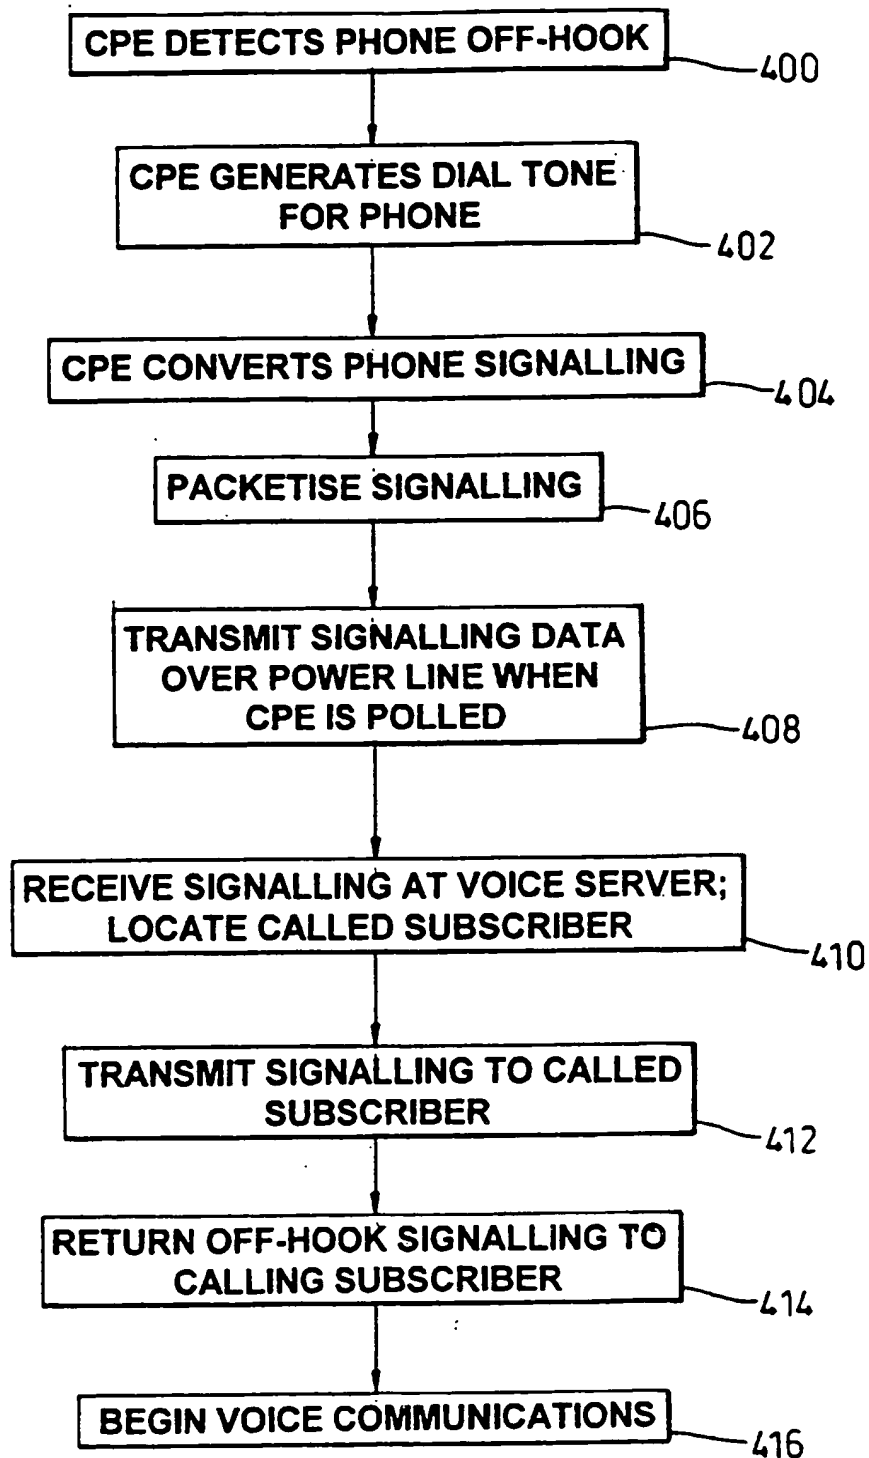 CPE DETECTS PHONE OFF-HOOK
400
CPE GENERATES DIAL TONE
FOR PHONE
402
CPE CONVERTS PHONE SIGNALLING
404
PACKETISE SIGNALLING
406
TRANSMIT SIGNALLING DATA
OVER POWER LINE WHEN
CPE IS POLLED
408
RECEIVE SIGNALLING AT VOICE SERVER;
LOCATE CALLED SUBSCRIBER
410
TRANSMIT SIGNALLING TO CALLED
SUBSCRIBER
412
RETURN OFF-HOOK SIGNALLING TO
CALLING SUBSCRIBER
414
BEGIN VOICE COMMUNICATIONS
416